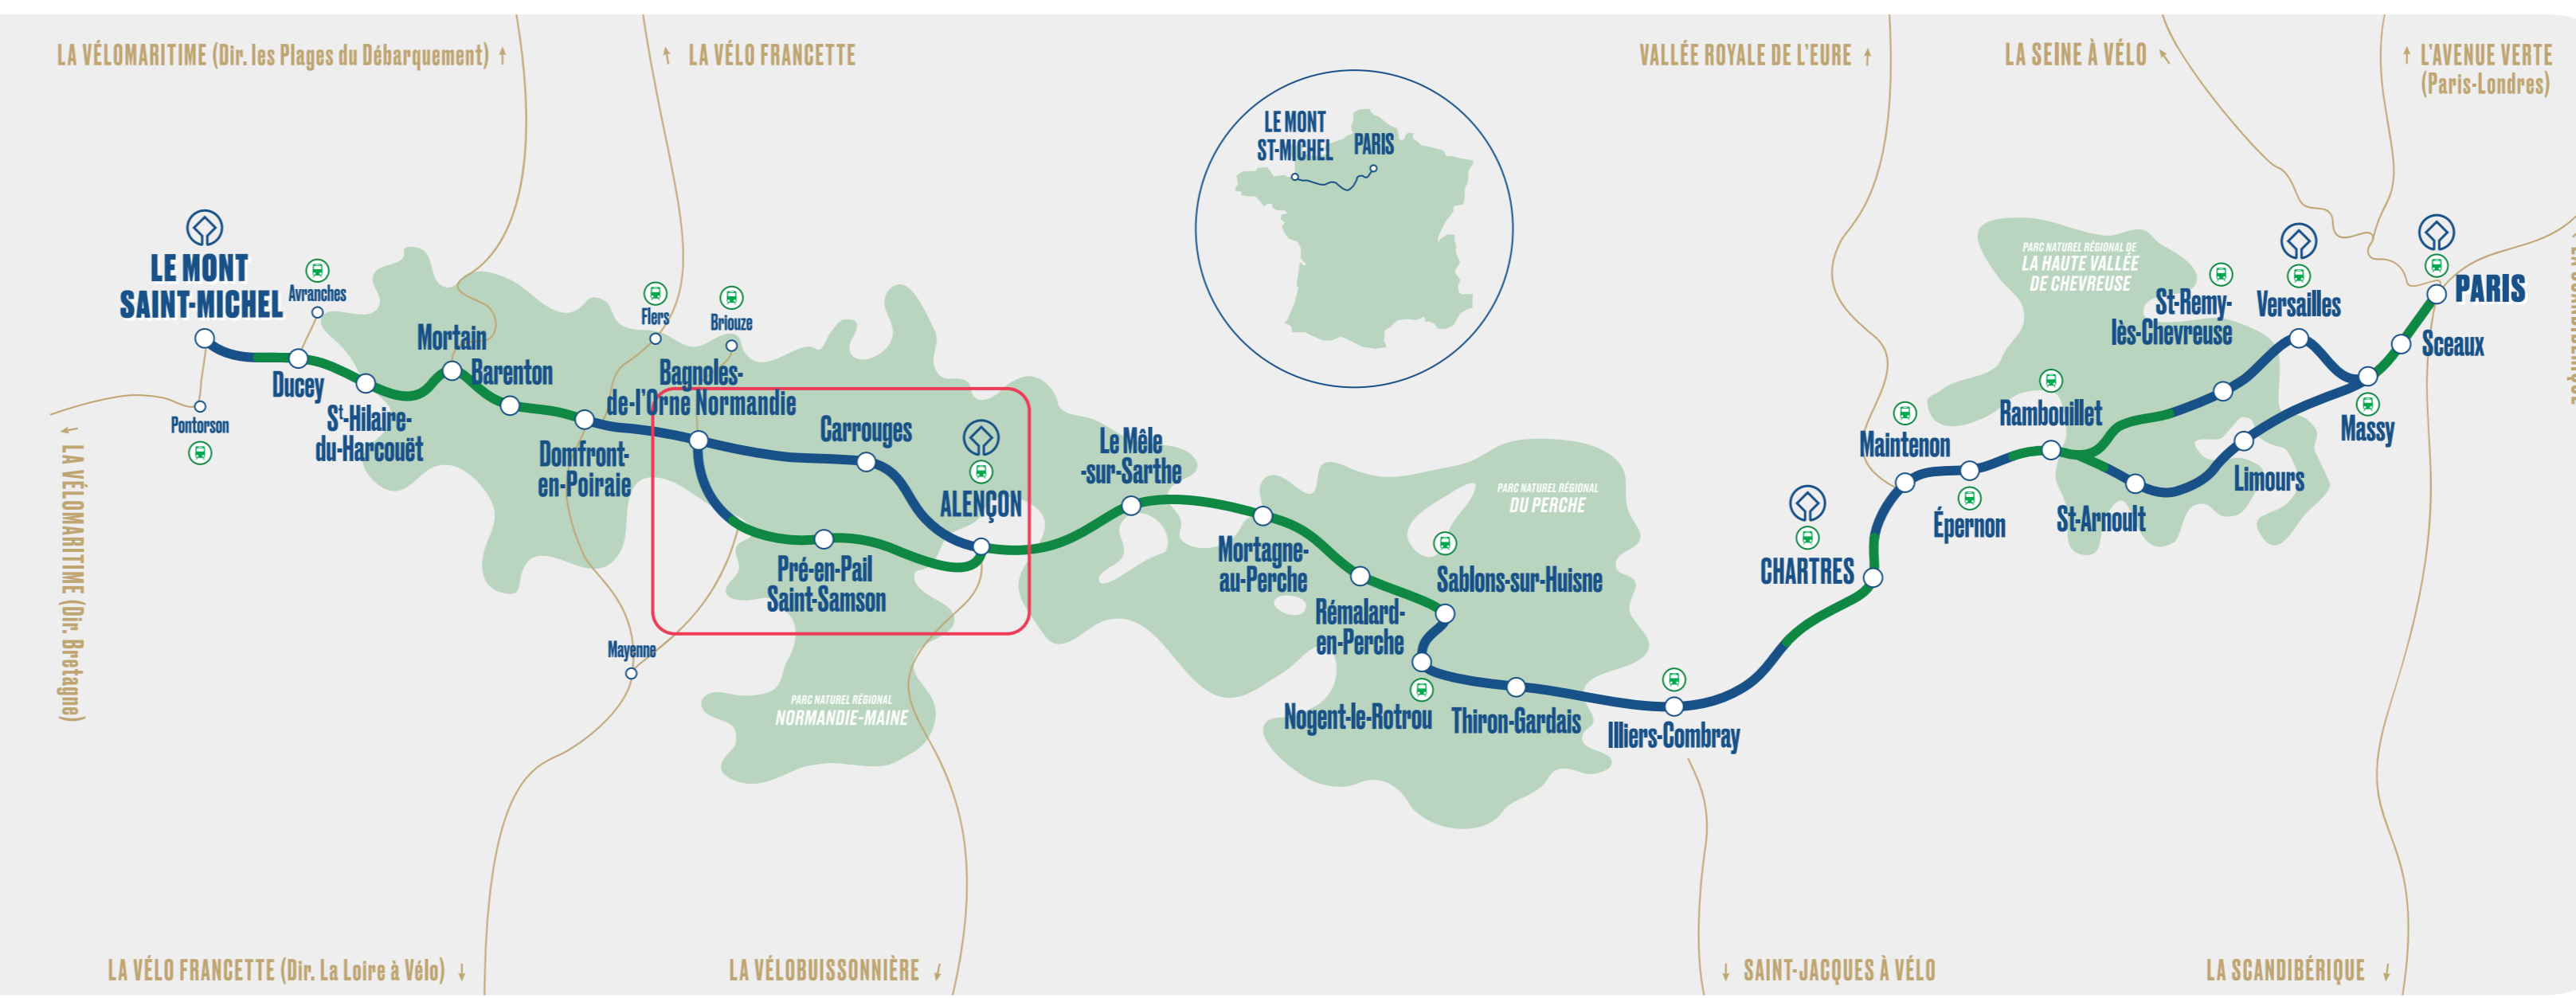 LA VÉLOMARITIME (Dir. les Plages du Débarquement)
LA VÉLO FRANCETTE
VALLÉE ROYALE DE L'EURE
LA SEINE À VÉLO
L'AVENUE VERTE
(Paris-Londres)
LE MONT
ST-MICHEL
PARIS
LE MONT
SAINT-MICHEL
Avranches
Ducey
Pontorson
St-Hilaire-
du-Harcouët
Mortain
Barenton
Domfront-
en-Poiraie
Flers
Briouze
Bagnoles-
de-l'Orne Normandie
Carrouges
ALENÇON
Pré-en-Pail
Saint-Samson
Mayenne
PARC NATUREL RÉGIONAL
NORMANDIE-MAINE
Le Mêle
-sur-Sarthe
Mortagne-
au-Perche
PARC NATUREL RÉGIONAL
DU PERCHE
Rémalard-
en-Perche
Sablons-sur-Huisne
Nogent-le-Rotrou
Thiron-Gardais
Illiers-Combray
CHARTRES
Maintenon
Épernon
Rambouillet
PARC NATUREL RÉGIONAL DE
LA HAUTE VALLÉE
DE CHEVREUSE
St-Remy-
lès-Chevreuse
Versailles
St-Arnoult
Limours
Massy
Sceaux
PARIS
LA VÉLOMARITIME (Dir. Bretagne)
LA VÉLO FRANCETTE (Dir. La Loire à Vélo)
LA VÉLOBUISSONNIÈRE
SAINT-JACQUES À VÉLO
LA SCANDIBÉRIQUE